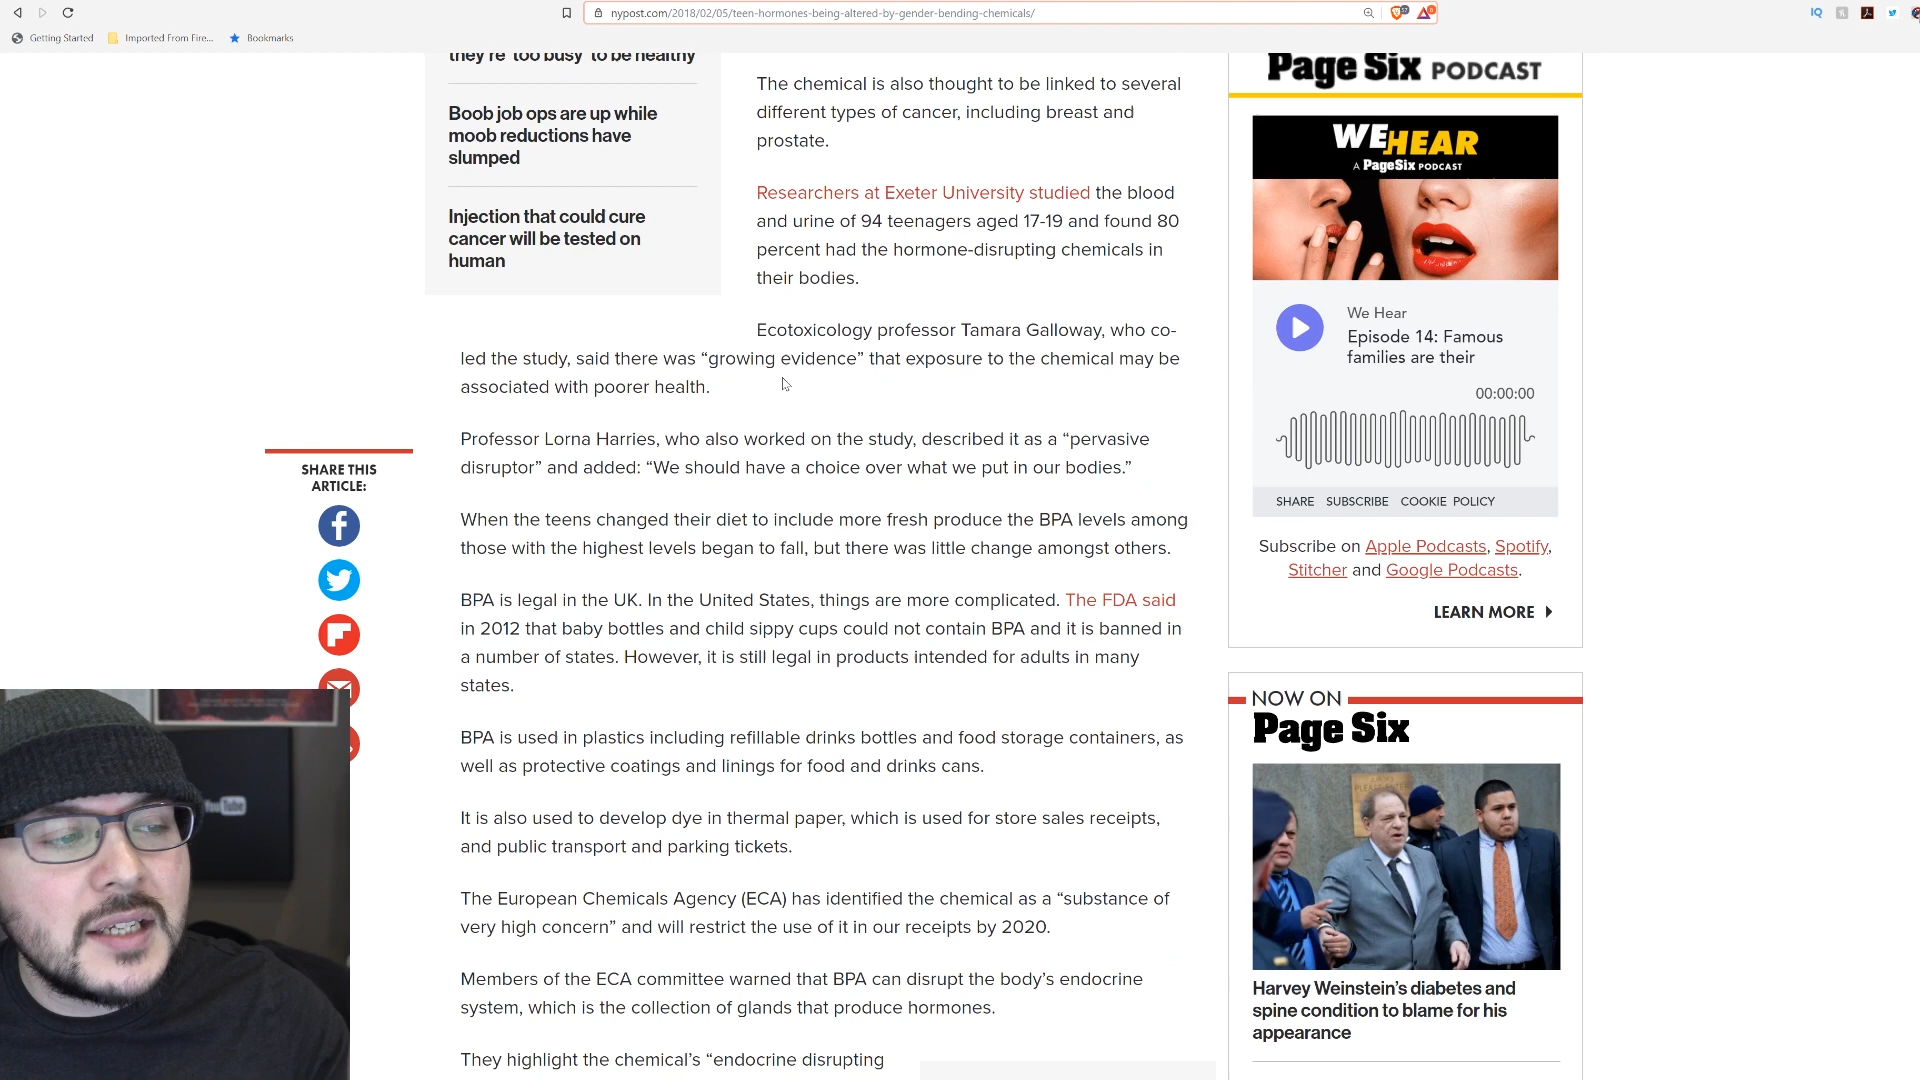 nypost.com/2018/02/05/teen-hormones-being-altered-by-gender-bending-chemicals/
IQ
Getting Started
Imported From Fire...
Bookmarks
they're 'too busy' to be healthy
Boob job ops are up while
moob reductions have
slumped
Injection that could cure
cancer will be tested on
human
The chemical is also thought to be linked to several
different types of cancer, including breast and
prostate.
Researchers at Exeter University studied the blood
and urine of 94 teenagers aged 17-19 and found 80
percent had the hormone-disrupting chemicals in
their bodies.
Ecotoxicology professor Tamara Galloway, who co-
led the study, said there was “growing evidence” that exposure to the chemical may be
associated with poorer health.
Professor Lorna Harries, who also worked on the study, described it as a “pervasive
disruptor” and added: “We should have a choice over what we put in our bodies.”
When the teens changed their diet to include more fresh produce the BPA levels among
those with the highest levels began to fall, but there was little change amongst others.
BPA is legal in the UK. In the United States, things are more complicated. The FDA said
in 2012 that baby bottles and child sippy cups could not contain BPA and it is banned in
a number of states. However, it is still legal in products intended for adults in many
states.
BPA is used in plastics including refillable drinks bottles and food storage containers, as
well as protective coatings and linings for food and drinks cans.
It is also used to develop dye in thermal paper, which is used for store sales receipts,
and public transport and parking tickets.
The European Chemicals Agency (ECA) has identified the chemical as a “substance of
very high concern” and will restrict the use of it in our receipts by 2020.
Members of the ECA committee warned that BPA can disrupt the body’s endocrine
system, which is the collection of glands that produce hormones.
They highlight the chemical’s “endocrine disrupting
SHARE THIS
ARTICLE:
YouTube
Page Six PODCAST
WE HEAR
A PageSix PODCAST
We Hear
Episode 14: Famous
families are their
00:00:00
SHARE SUBSCRIBE COOKIE POLICY
Subscribe on Apple Podcasts, Spotify,
Stitcher and Google Podcasts.
LEARN MORE
NOW ON
Page Six
Harvey Weinstein’s diabetes and
spine condition to blame for his
appearance